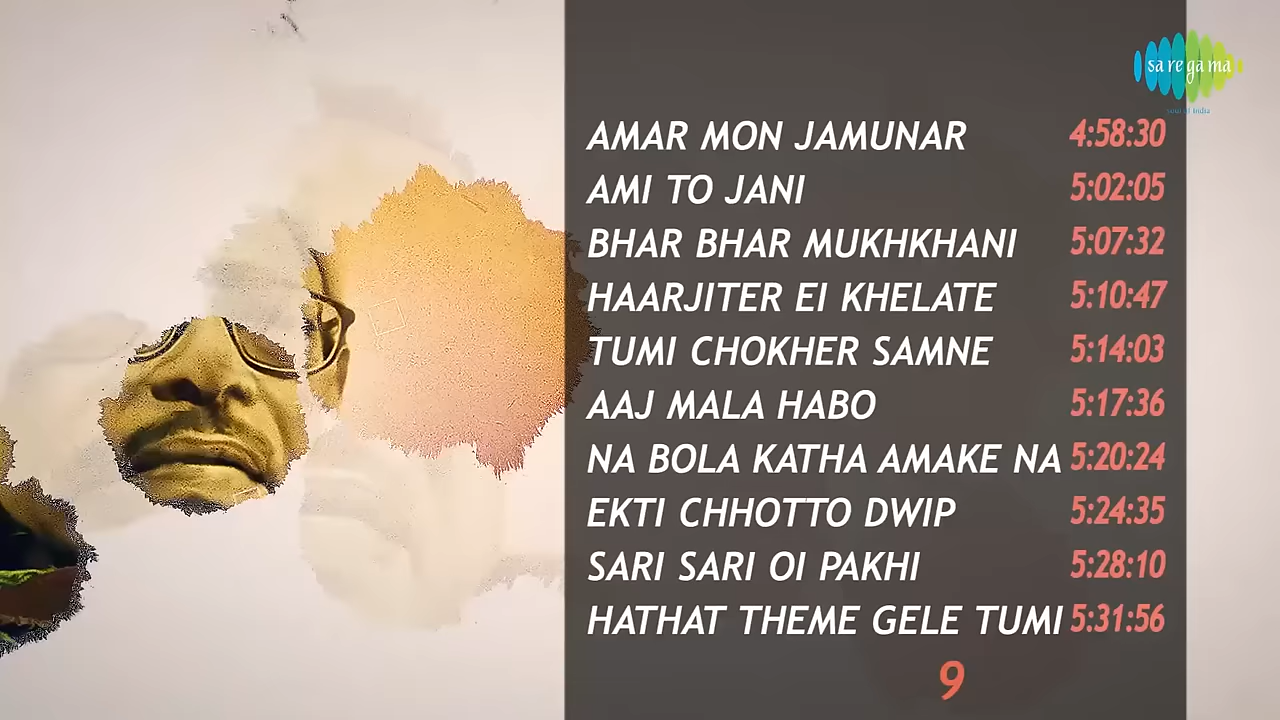 sa re ga ma
soul of india
AMAR MON JAMUNAR 4:58:30
AMI TO JANI 5:02:05
BHAR BHAR MUKHKHANI 5:07:32
HAARJITER EI KHELATE 5:10:47
TUMI CHOKHER SAMNE 5:14:03
AAJ MALA HABO 5:17:36
NA BOLA KATHA AMAKE NA 5:20:24
EKTI CHHOTTO DWIP 5:24:35
SARI SARI OI PAKHI 5:28:10
HATHAT THEME GELE TUMI 5:31:56
9